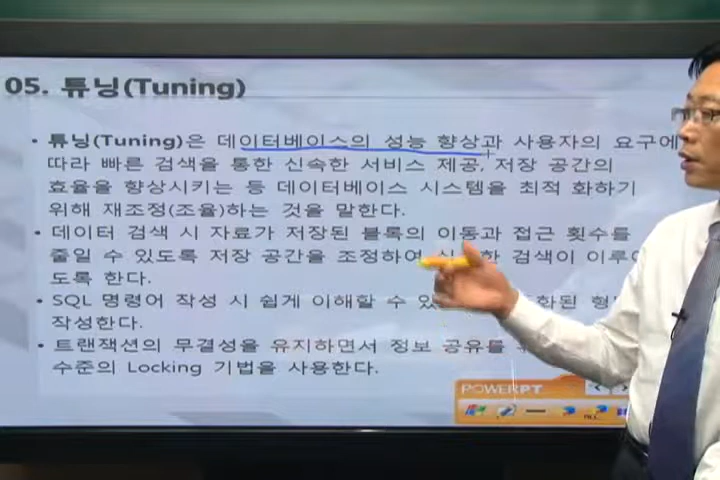 05. 튜닝(Tuning)
• 튜닝(Tuning)은 데이터베이스의 성능 향상과 사용자의 요구에
따라 빠른 검색을 통한 신속한 서비스 제공, 저장 공간의
효율을 향상시키는 등 데이터베이스 시스템을 최적 화하기
위해 재조정(조율)하는 것을 말한다.
• 데이터 검색 시 자료가 저장된 블록의 이동과 접근 횟수를
줄일 수 있도록 저장 공간을 조정하여 검색이
도록 한다.
• SQL 명령어 작성 시 쉽게 이해할 수
작성한다.
• 트랜잭션의 무결성을 유지하면서 정보 공유를
수준의 Locking 기법을 사용한다.
POWERPT